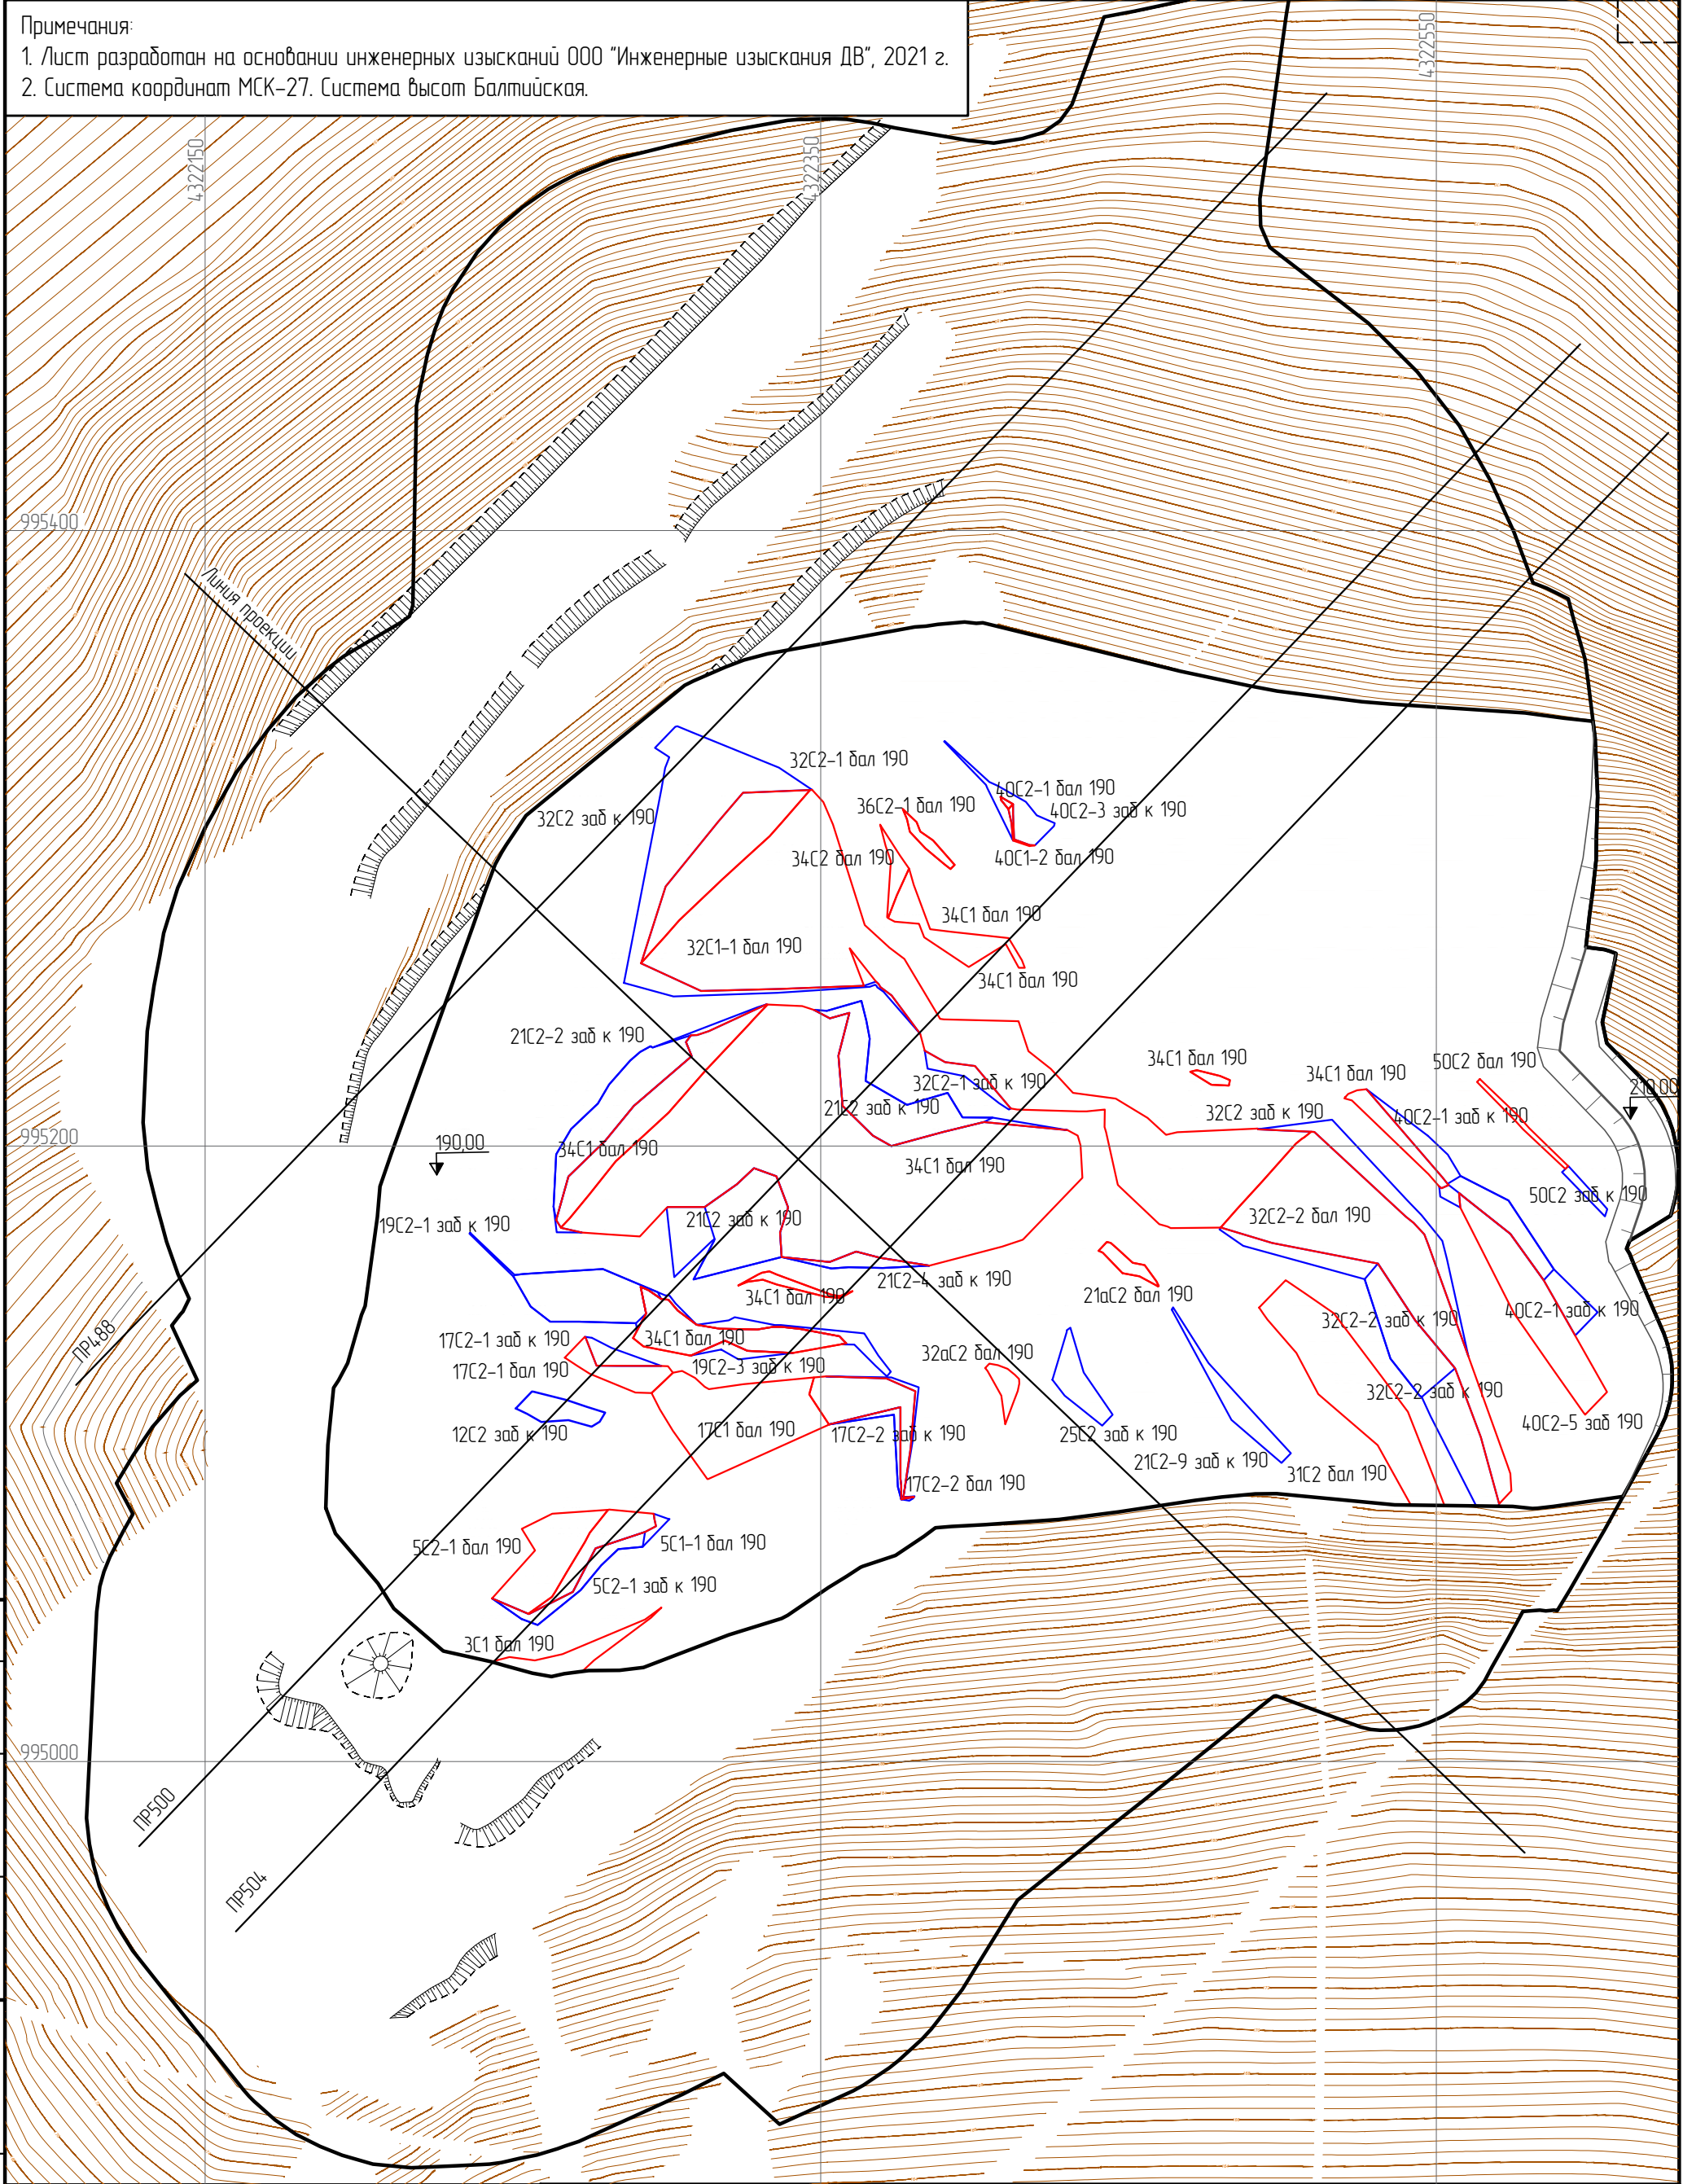 Примечания:
1. Лист разработан на основании инженерных изысканий ООО "Инженерные изыскания ДВ", 2021 г.
2. Система координат МСК-27. Система высот Балтийская.
4322150
4322350
4322550
995400
Линия проекции
32С2-1 бал 190
40С2-1 бал 190
36С2-1 бал 190
40С2-3 заб к 190
32С2 заб к 190
34С2 бал 190
40С1-2 бал 190
34С1 бал 190
32С1-1 бал 190
34С1 бал 190
21С2-2 заб к 190
34С1 бал 190
50С2 бал 190
34С1 бал 190
32С2-1 заб к 190
210,00
21С2 заб к 190
32С2 заб к 190
40С2-1 заб к 190
995200
190,00
34С1 бал 190
34С1 бал 190
50С2 заб к 190
19С2-1 заб к 190
21С2 заб к 190
32С2-2 бал 190
21С2-4 заб к 190
34С1 бал 190
21аС2 бал 190
40С2-1 заб к 190
32С2-2 заб к 190
ПР488
17С2-1 заб к 190
34С1 бал 190
32аС2 бал 190
17С2-1 бал 190
19С2-3 заб к 190
32С2-2 заб к 190
40С2-5 заб 190
12С2 заб к 190
17С1 бал 190
17С2-2 заб к 190
25С2 заб к 190
21С2-9 заб к 190
31С2 бал 190
17С2-2 бал 190
5С2-1 бал 190
5С1-1 бал 190
5С2-1 заб к 190
3С1 бал 190
995000
ПР500
ПР504